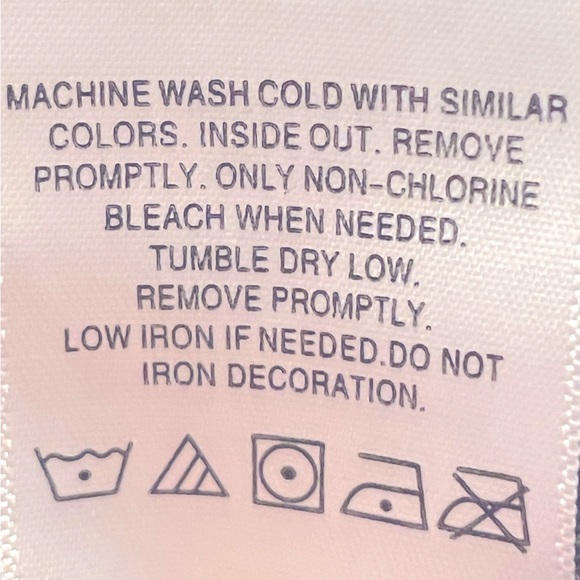 MACHINE WASH COLD WITH SIMILAR
COLORS. INSIDE OUT. REMOVE
PROMPTLY. ONLY NON-CHLORINE
BLEACH WHEN NEEDED.
TUMBLE DRY LOW.
REMOVE PROMPTLY.
LOW IRON IF NEEDED.DO NOT
IRON DECORATION.